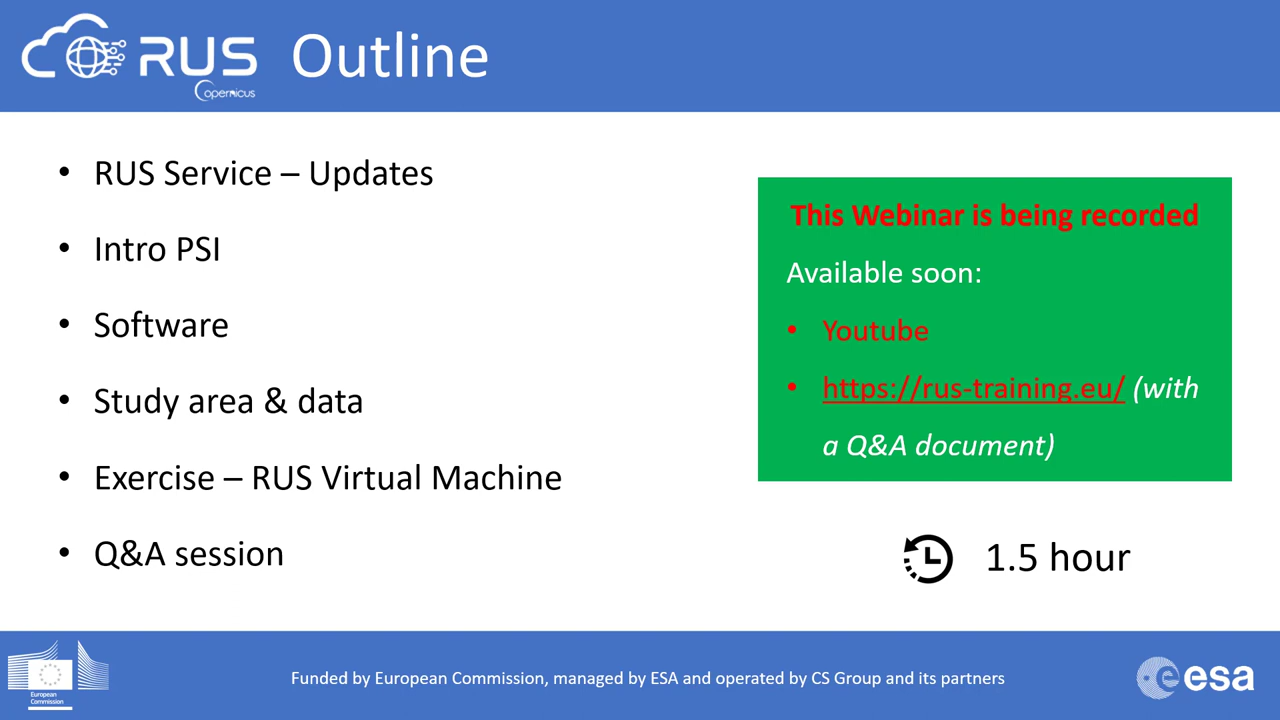 RUS
Copernicus
Outline
• RUS Service – Updates
• Intro PSI
• Software
• Study area & data
• Exercise – RUS Virtual Machine
• Q&A session
This Webinar is being recorded
Available soon:
• Youtube
• https://rus-training.eu/ (with
a Q&A document)
1.5 hour
European
Commission
Funded by European Commission, managed by ESA and operated by CS Group and its partners
esa